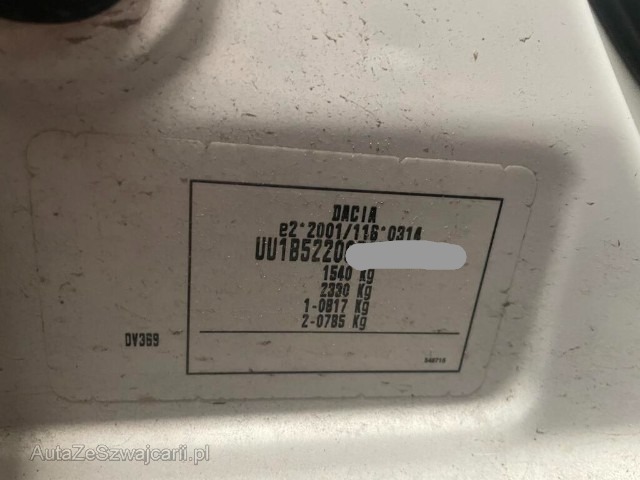 DACIA
e2*2001/116*0314
UU1B5220
1540 Kg
2330 Kg
1-0817 Kg
2-0785 Kg
DV369
AutaZeSzwajcarii.pl